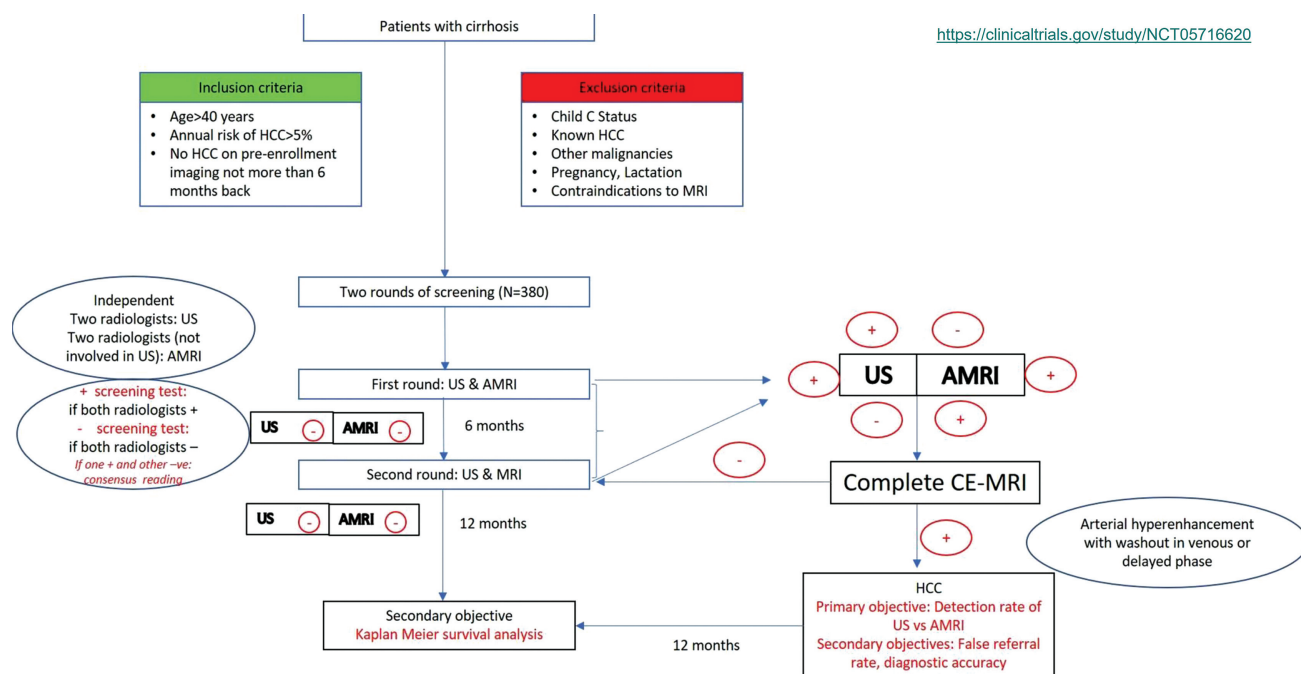 Patients with cirrhosis
https://clinicaltrials.gov/study/NCT05716620
Inclusion criteria
• Age>40 years
• Annual risk of HCC>5%
• No HCC on pre-enrollment
imaging not more than 6
months back
Exclusion criteria
• Child C Status
• Known HCC
• Other malignancies
• Pregnancy, Lactation
• Contraindications to MRI
Two rounds of screening (N=380)
Independent
Two radiologists: US
Two radiologists (not
involved in US): AMRI
+ screening test:
if both radiologists +
- screening test:
if both radiologists –
If one + and other –ve:
consensus reading
First round: US & AMRI
US - AMRI -
6 months
Second round: US & MRI
US - AMRI -
12 months
+ -
+ US AMRI +
- +
-
Complete CE-MRI
+
Arterial hyperenhancement
with washout in venous or
delayed phase
HCC
Primary objective: Detection rate of
US vs AMRI
Secondary objectives: False referral
rate, diagnostic accuracy
12 months
Secondary objective
Kaplan Meier survival analysis